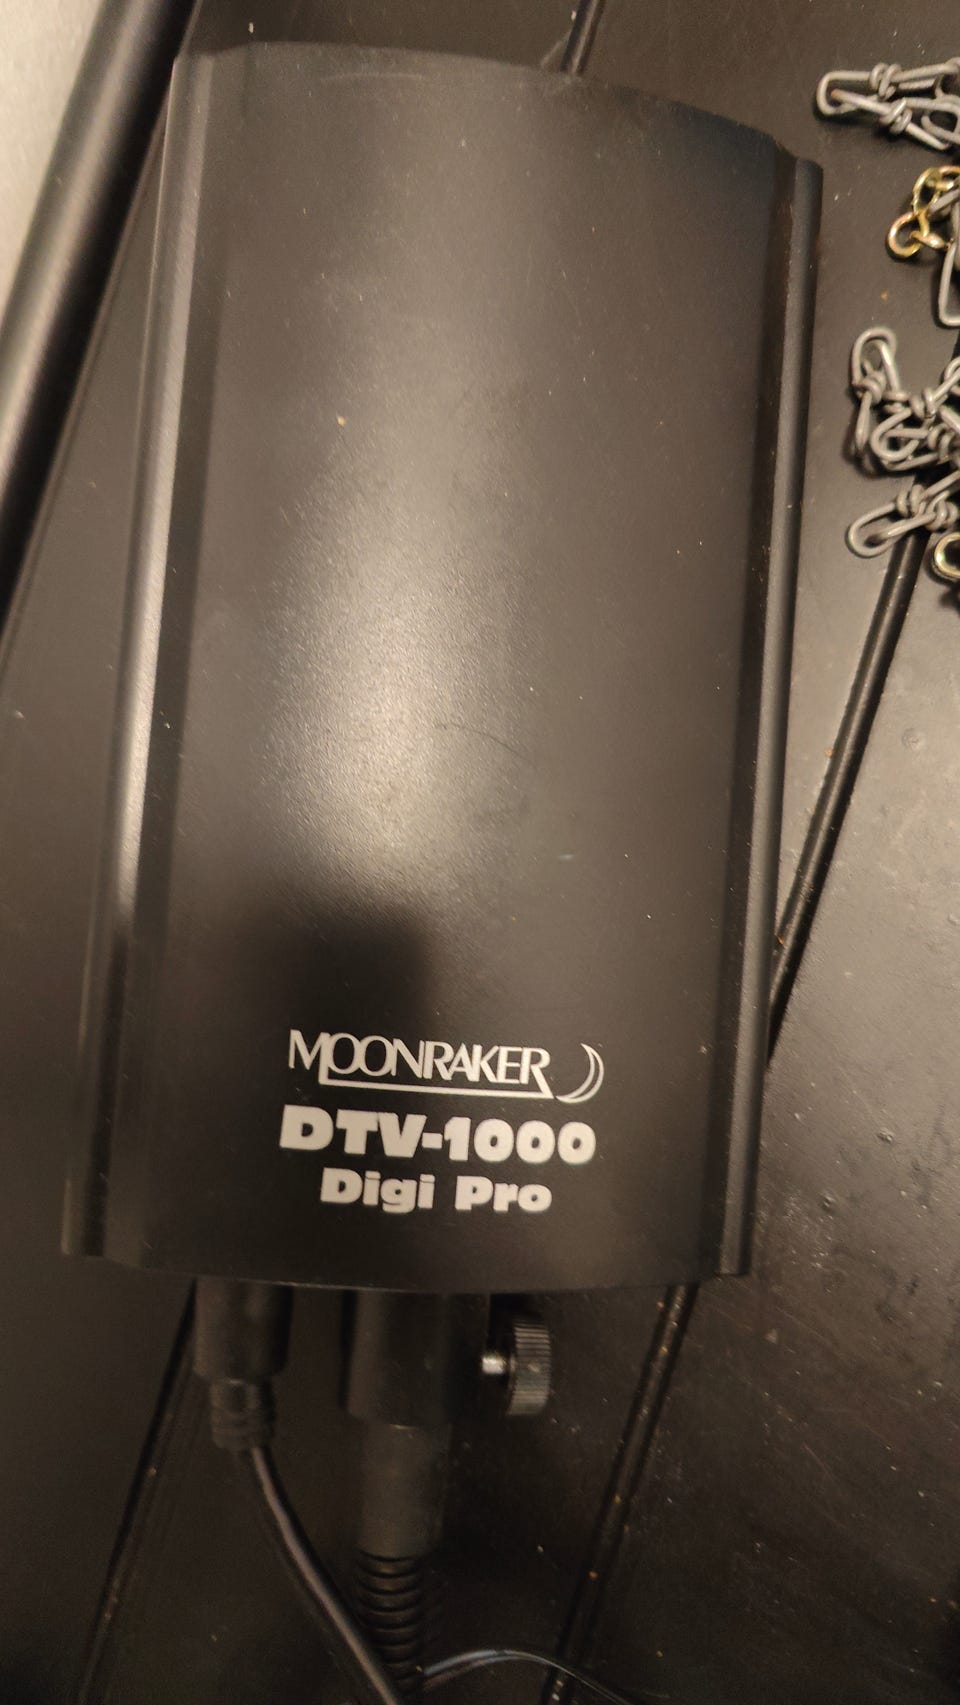 MOONRAKER
DTV-1000
Digi Pro